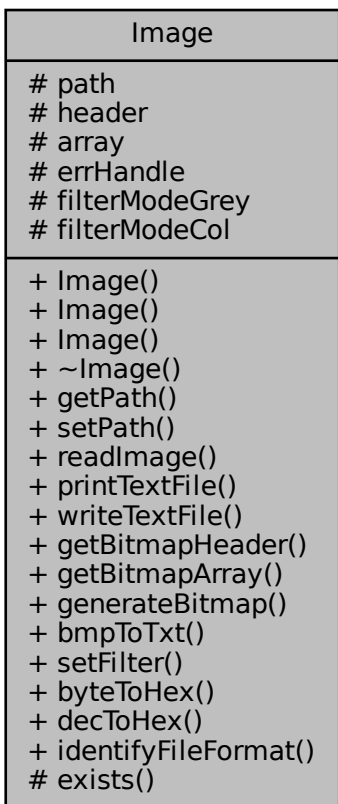 Image
# path
# header
# array
# errHandle
# filterModeGrey
# filterModeCol
+ Image()
+ Image()
+ Image()
+ ~Image()
+ getPath()
+ setPath()
+ readImage()
+ printTextFile()
+ writeTextFile()
+ getBitmapHeader()
+ getBitmapArray()
+ generateBitmap()
+ bmpToTxt()
+ setFilter()
+ byteToHex()
+ decToHex()
+ identifyFileFormat()
# exists()